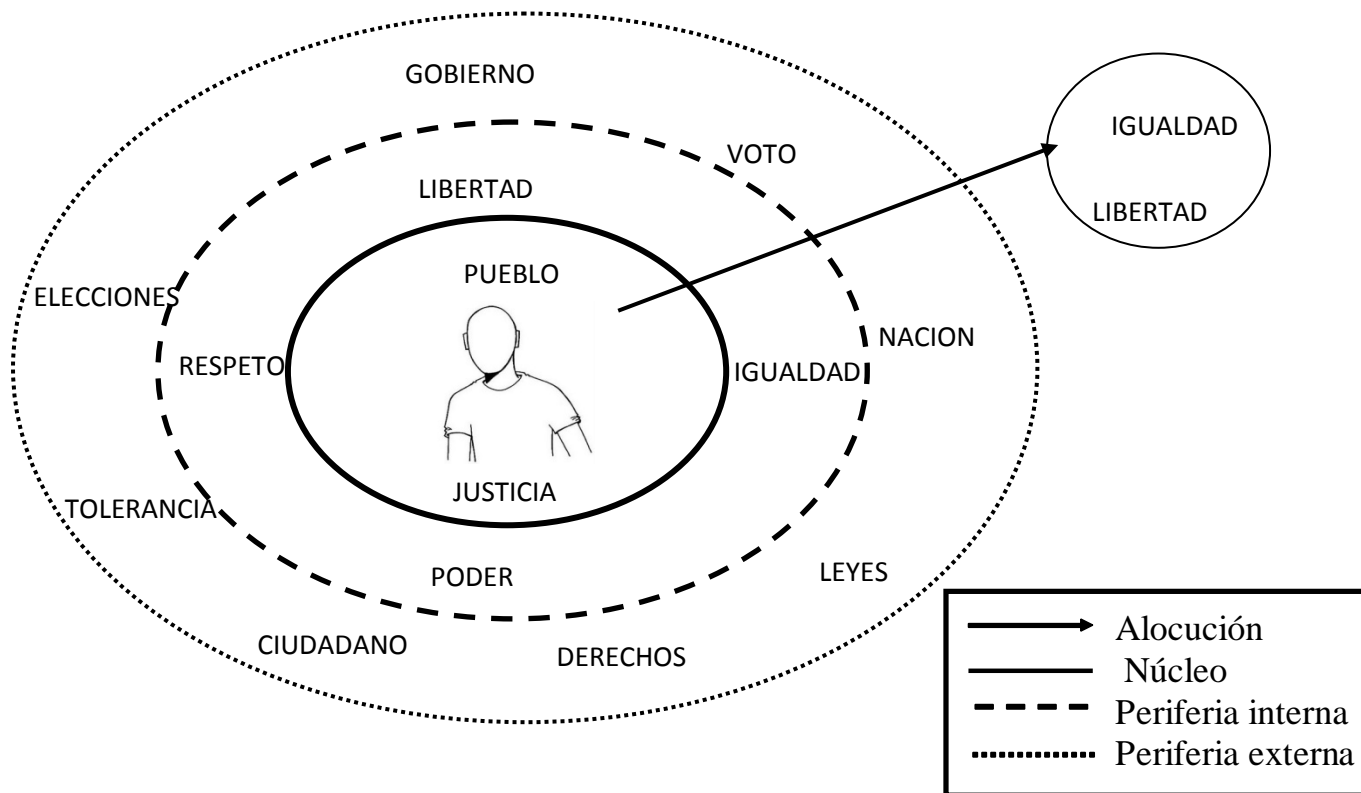 GOBIERNO
IGUALDAD
VOTO
LIBERTAD
LIBERTAD
PUEBLO
ELECCIONES
NACION
RESPETO
IGUALDAD
JUSTICIA
TOLERANCIA
PODER
LEYES
CIUDADANO
DERECHOS
Alocución
Núcleo
Periferia interna
Periferia externa